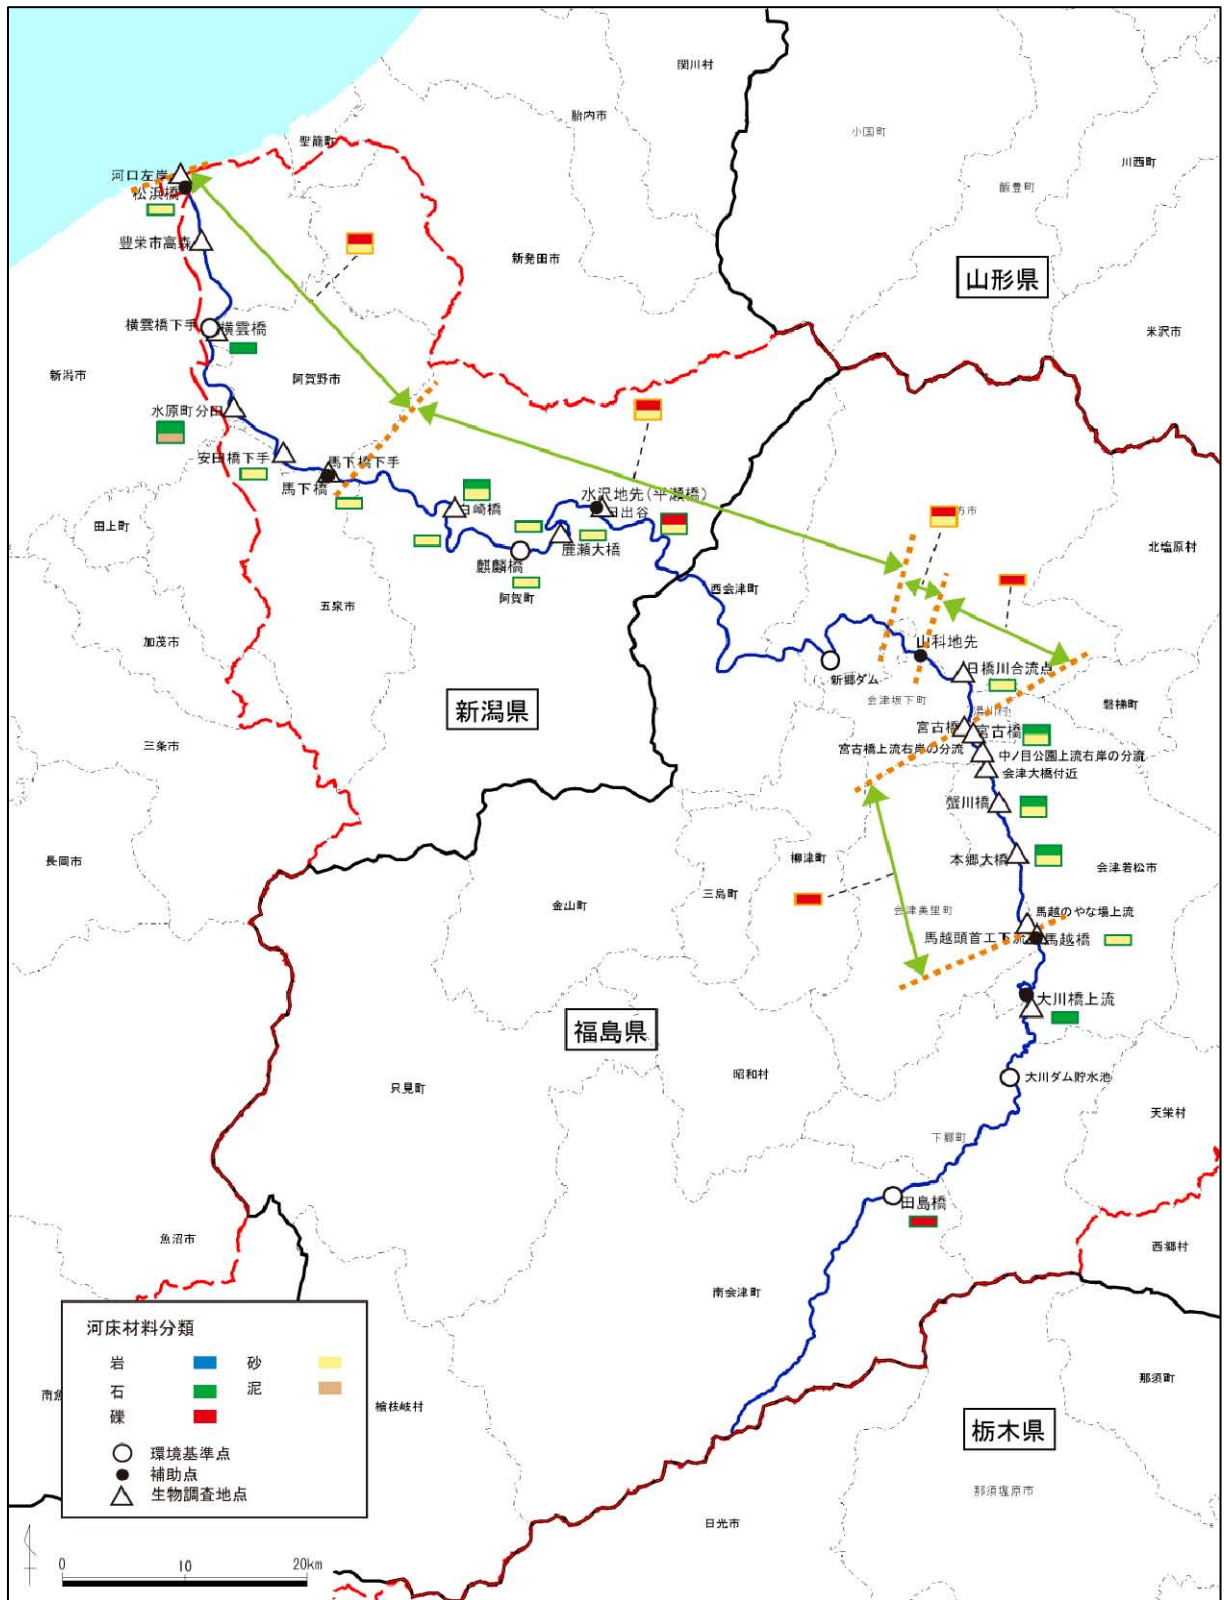 関川村
胎内市
小国町
聖籠町
川西町
河口左岸
飯豊町
松浜橋
豊栄市高森
新発田市
山形県
横雲橋下手
横雲橋
米沢市
新潟市
阿賀野市
水原町分田
安田橋下手
馬下橋下手
馬下橋
水沢地先(平瀬橋)
日出谷
田上町
麒麟橋
鹿瀬大橋
北塩原村
阿賀町
西会津町
五泉市
加茂市
山科地先
日橋川合流点
新郷ダム
会津坂下町
磐梯町
新潟県
湯川村
宮古橋
宮古橋
宮古橋上流右岸の分流
中ノ目公園上流右岸の分流
会津大橋付近
三条市
蟹川橋
長岡市
柳津町
本郷大橋
会津若松市
三島町
金山町
会津美里町
馬越のやな場上流
馬越頭首工下流
馬越橋
大川橋上流
福島県
昭和村
大川ダム貯水池
只見町
天栄村
下郷町
田島橋
魚沼市
西郷村
南会津町
河床材料分類
岩
砂
石
泥
礫
環境基準点
補助点
生物調査地点
檜枝岐村
那須町
栃木県
那須塩原市
日光市
0
10
20km